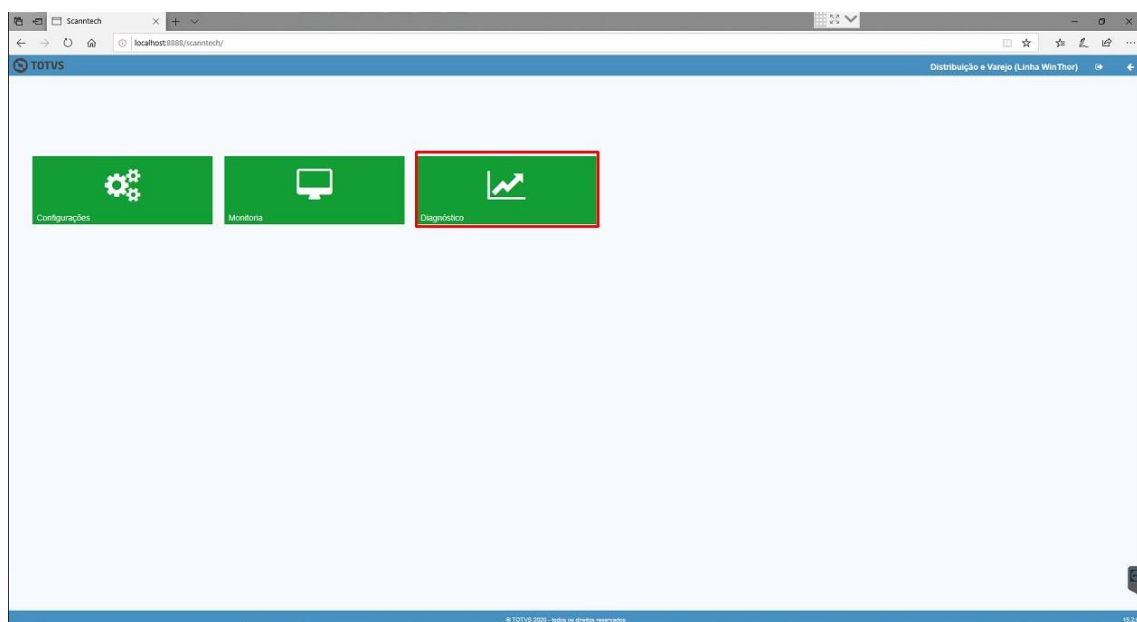 Scanntech
localhost:8888/scanntech/
TOTVS
Distribuição e Varejo (Linha WinThor)
Configurações
Monitoria
Diagnóstico
© TOTVS 2020 - todos os direitos reservados